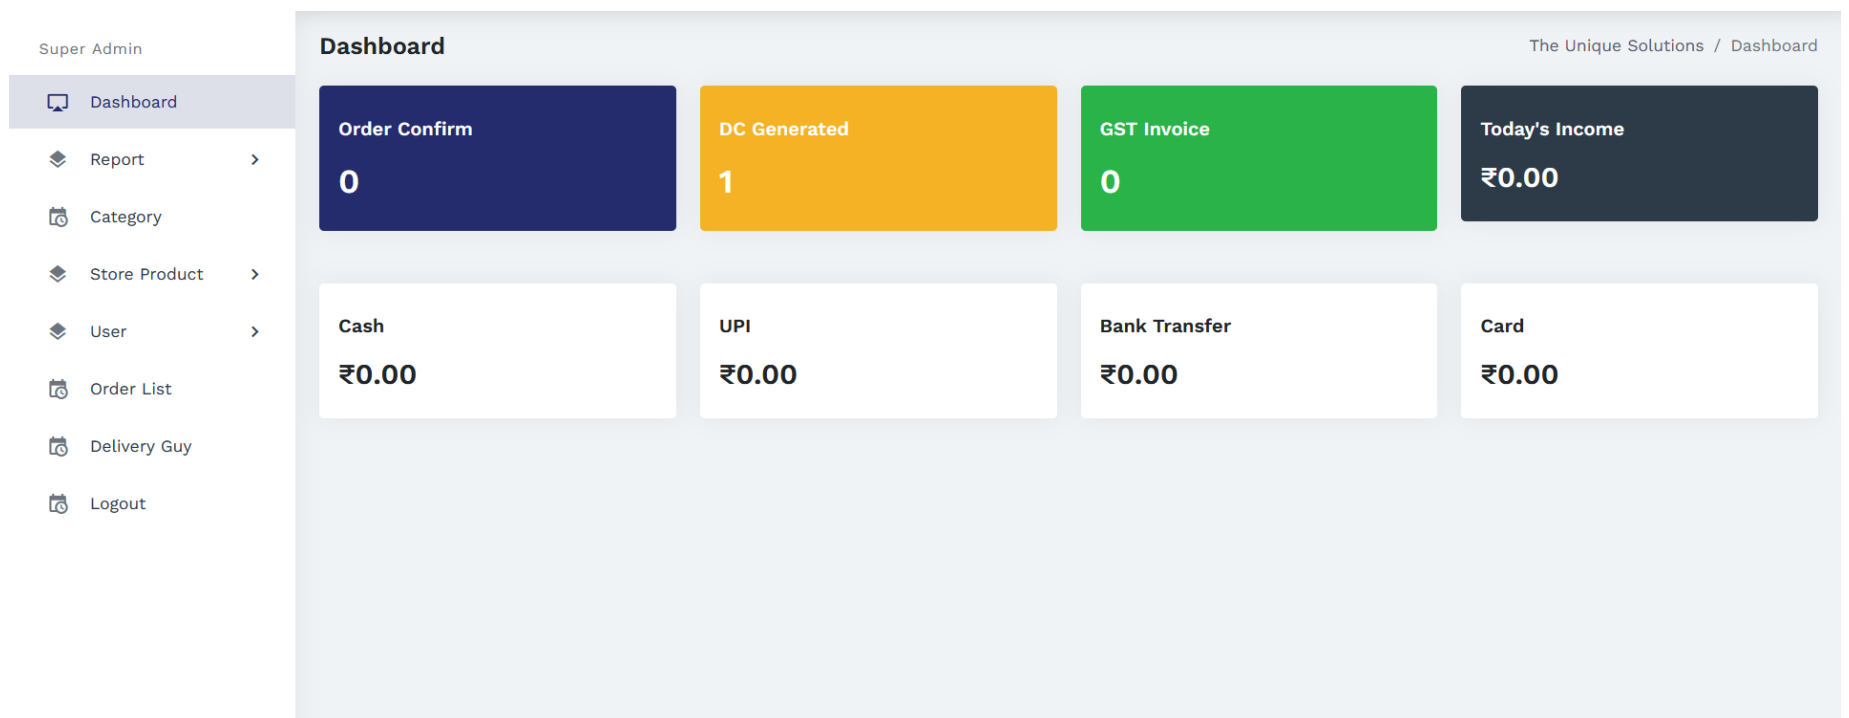 Super Admin
Dashboard
Report
Category
Store Product
User
Order List
Delivery Guy
Logout
Dashboard
The Unique Solutions / Dashboard
Order Confirm
0
DC Generated
1
GST Invoice
0
Today's Income
₹0.00
Cash
₹0.00
UPI
₹0.00
Bank Transfer
₹0.00
Card
₹0.00